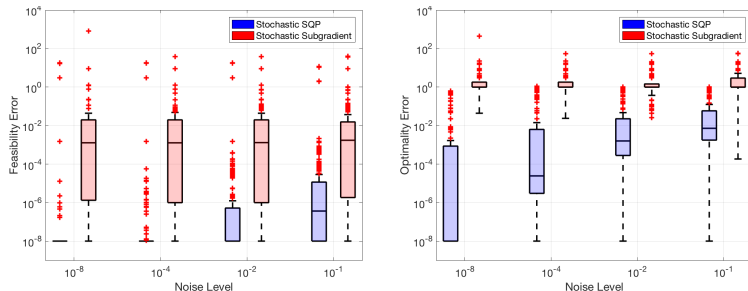 Stochastic SQP
Stochastic Subgradient
Feasibility Error
10^4
10^2
10^0
10^-2
10^-4
10^-6
10^-8
10^-8
10^-4
10^-2
10^-1
Noise Level
Stochastic SQP
Stochastic Subgradient
Optimality Error
10^4
10^2
10^0
10^-2
10^-4
10^-6
10^-8
10^-8
10^-4
10^-2
10^-1
Noise Level